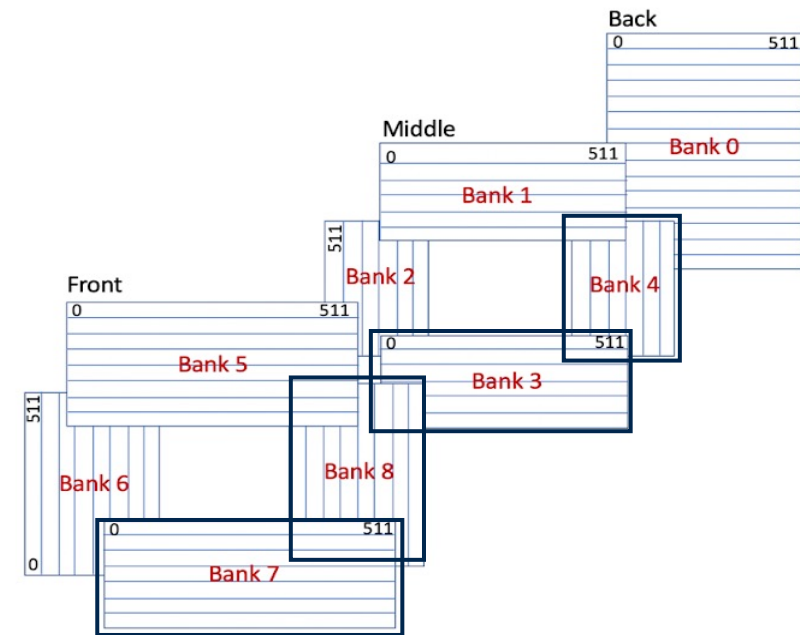 Back
0 511
Bank 0
Middle
0 511
Bank 1
511
Bank 2
Bank 4
Front
0 511
Bank 5
0 511
Bank 3
511
Bank 6
0
Bank 8
0 511
Bank 7